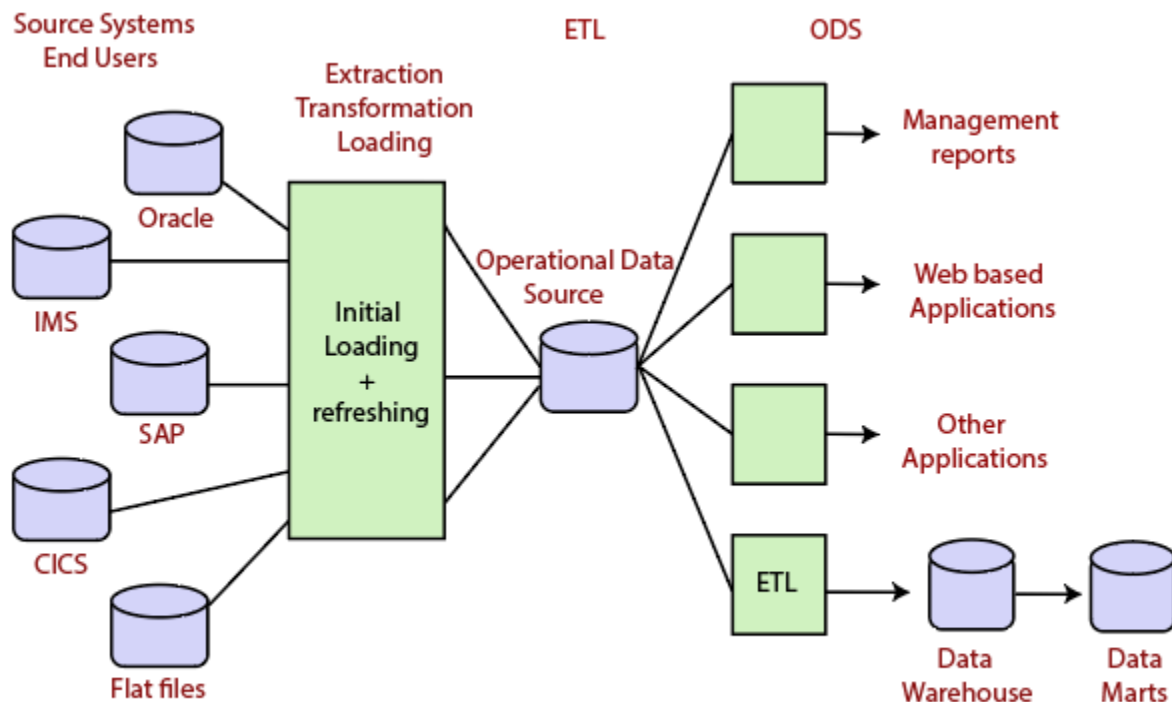 Source Systems
End Users
ETL
ODS
Extraction
Transformation
Loading
Oracle
IMS
SAP
CICS
Flat files
Initial
Loading
+
refreshing
Operational Data
Source
Management
reports
Web based
Applications
Other
Applications
ETL
Data
Warehouse
Data
Marts